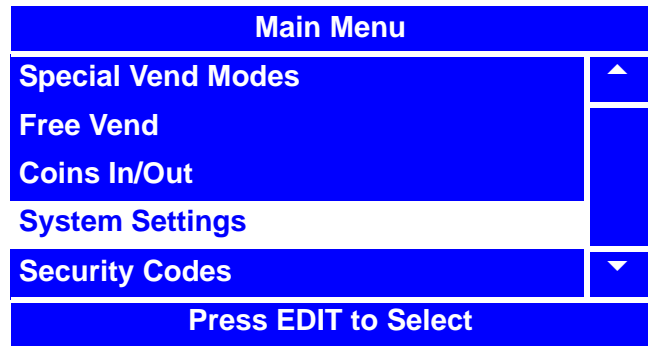 Main Menu
Special Vend Modes
Free Vend
Coins In/Out
System Settings
Security Codes
Press EDIT to Select